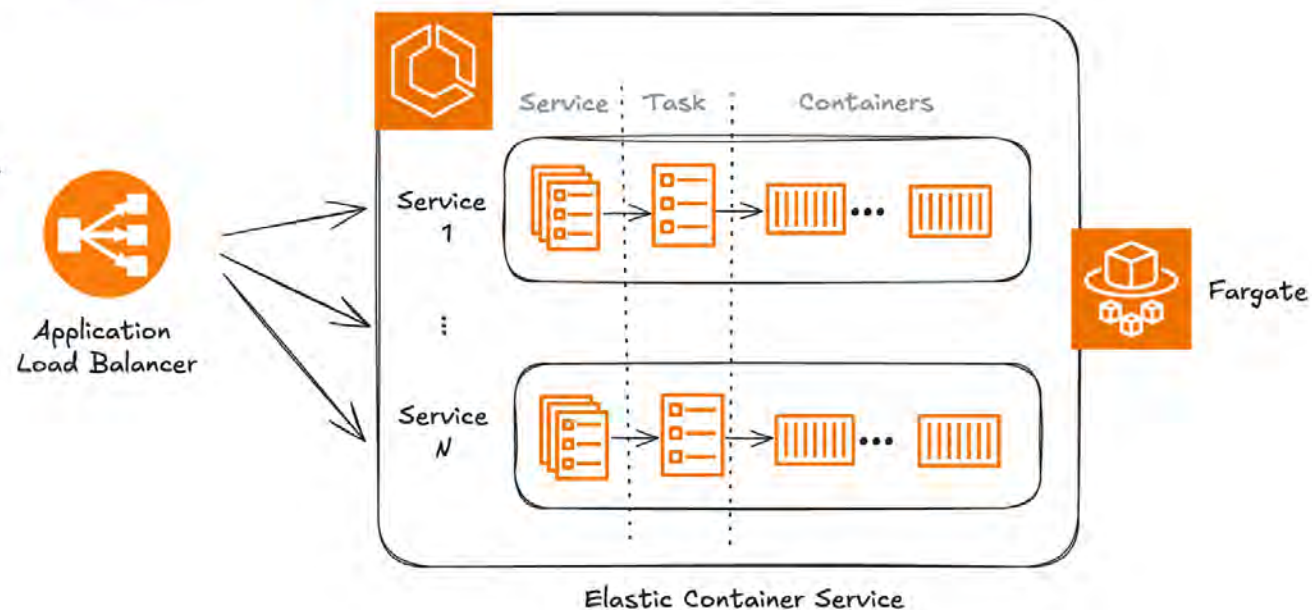 Service
Task
Containers
Service
1
Application
Load Balancer
Fargate
Service
N
Elastic Container Service